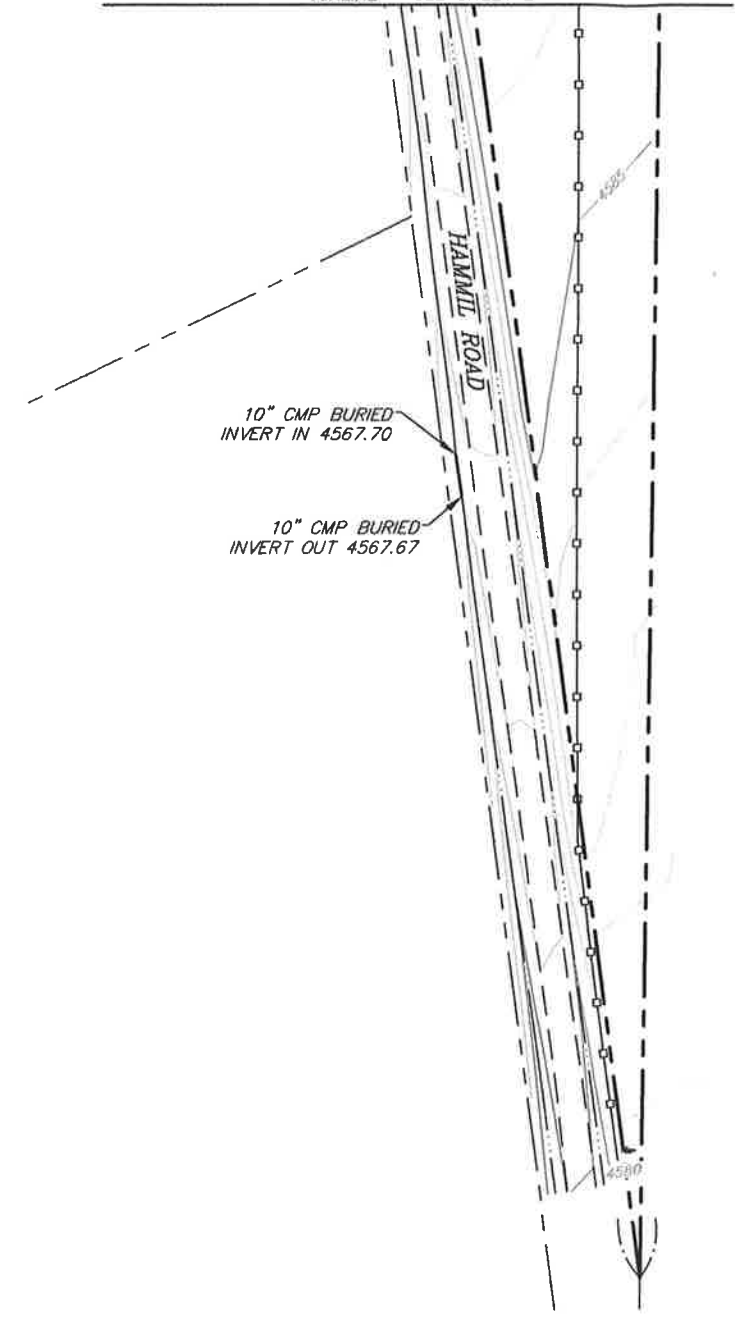 4585
HAMMIL ROAD
10" CMP BURIED
INVERT IN 4567.70
10" CMP BURIED
INVERT OUT 4567.67
4580